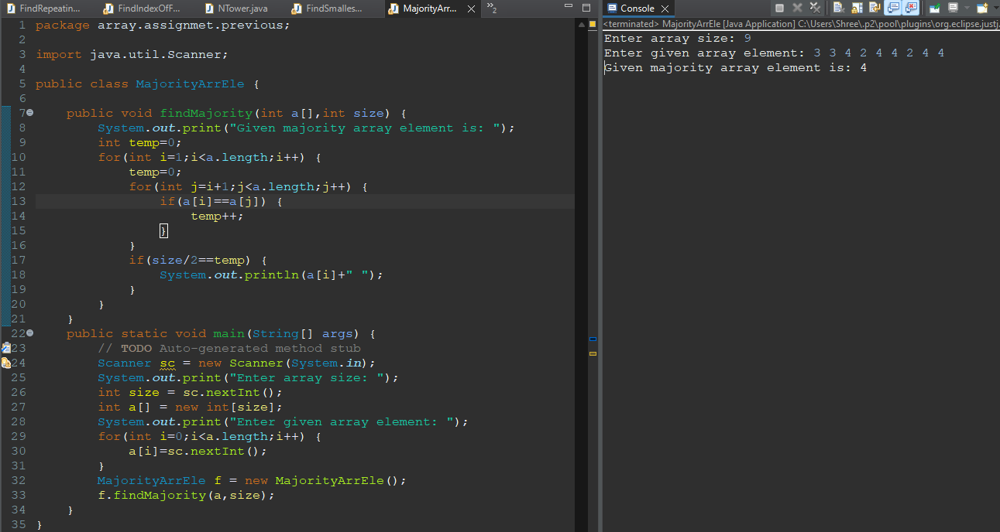 FindRepeatin... FindIndexOfF... NTower.java FindSmalles... MajorityArr... »2
1 package array.assignmet.previous;
2
3 import java.util.Scanner;
4
5 public class MajorityArrEle {
6
7 public void findMajority(int a[],int size) {
8 System.out.print("Given majority array element is: ");
9 int temp=0;
10 for(int i=1;i<a.length;i++) {
11 temp=0;
12 for(int j=i+1;j<a.length;j++) {
13 if(a[i]==a[j]) {
14 temp++;
15 }
16 }
17 if(size/2==temp) {
18 System.out.println(a[i]+" ");
19 }
20 }
21 }
22 public static void main(String[] args) {
23 // TODO Auto-generated method stub
24 Scanner sc = new Scanner(System.in);
25 System.out.print("Enter array size: ");
26 int size = sc.nextInt();
27 int a[] = new int[size];
28 System.out.print("Enter given array element: ");
29 for(int i=0;i<a.length;i++) {
30 a[i]=sc.nextInt();
31 }
32 MajorityArrEle f = new MajorityArrEle();
33 f.findMajority(a,size);
34 }
35 }
Console
<terminated> MajorityArrEle [Java Application] C:\Users\Shree\.p2\pool\plugins\org.eclipse.justj.
Enter array size: 9
Enter given array element: 3 3 4 2 4 4 2 4 4
Given majority array element is: 4